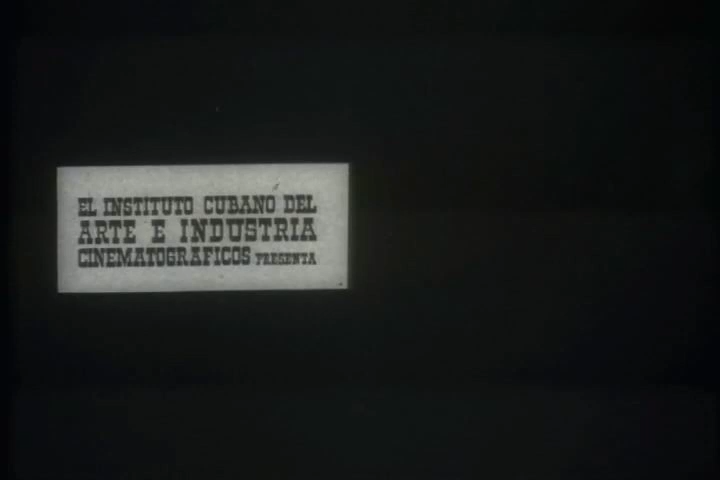 EL INSTITUTO CUBANO DEL
ARTE E INDUSTRIA
CINEMATOGRAFICOS PRESENTA